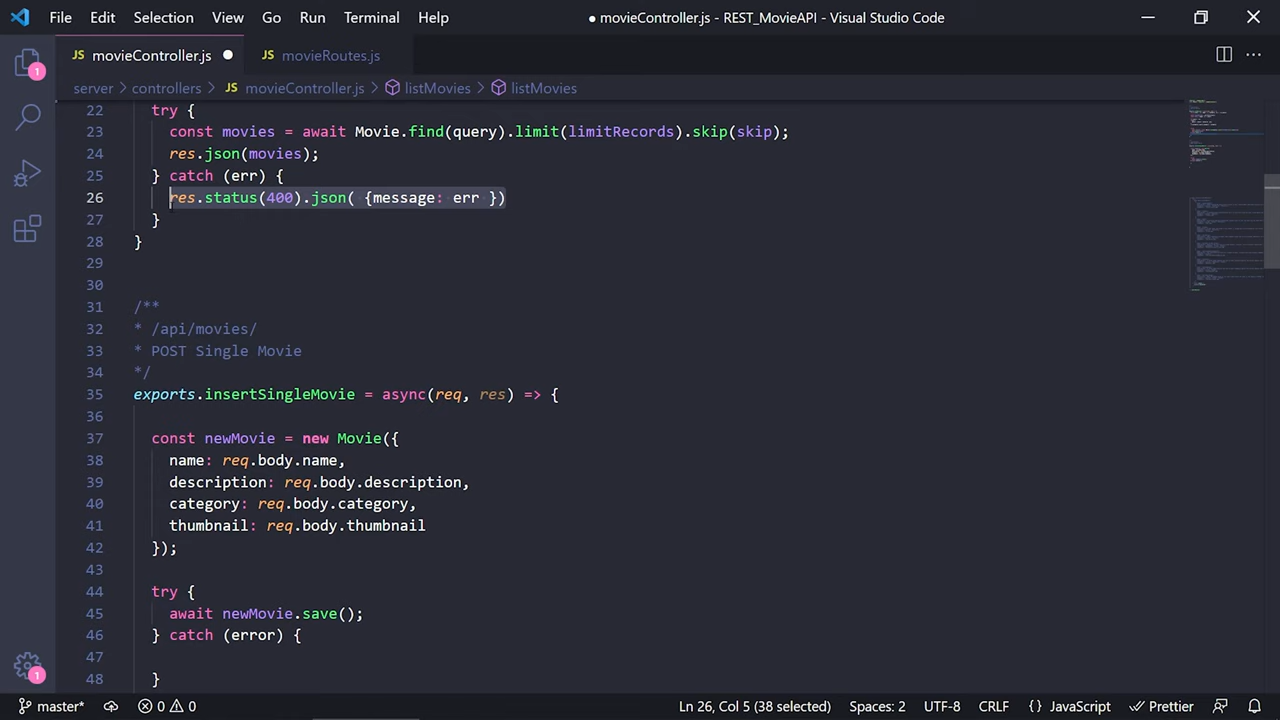 File Edit Selection View Go Run Terminal Help
● movieController.js - REST_MovieAPI - Visual Studio Code
JS movieController.js ●
JS movieRoutes.js
server > controllers > JS movieController.js > listMovies > listMovies
22 try {
23 const movies = await Movie.find(query).limit(limitRecords).skip(skip);
24 res.json(movies);
25 } catch (err) {
26 res.status(400).json( {message: err })
27 }
28 }
29
30
31 /**
32 * /api/movies/
33 * POST Single Movie
34 */
35 exports.insertSingleMovie = async(req, res) => {
36
37 const newMovie = new Movie({
38 name: req.body.name,
39 description: req.body.description,
40 category: req.body.category,
41 thumbnail: req.body.thumbnail
42 });
43
44 try {
45 await newMovie.save();
46 } catch (error) {
47
48 }
1
1
master* 0 0 Ln 26, Col 5 (38 selected) Spaces: 2 UTF-8 CRLF {} JavaScript Prettier